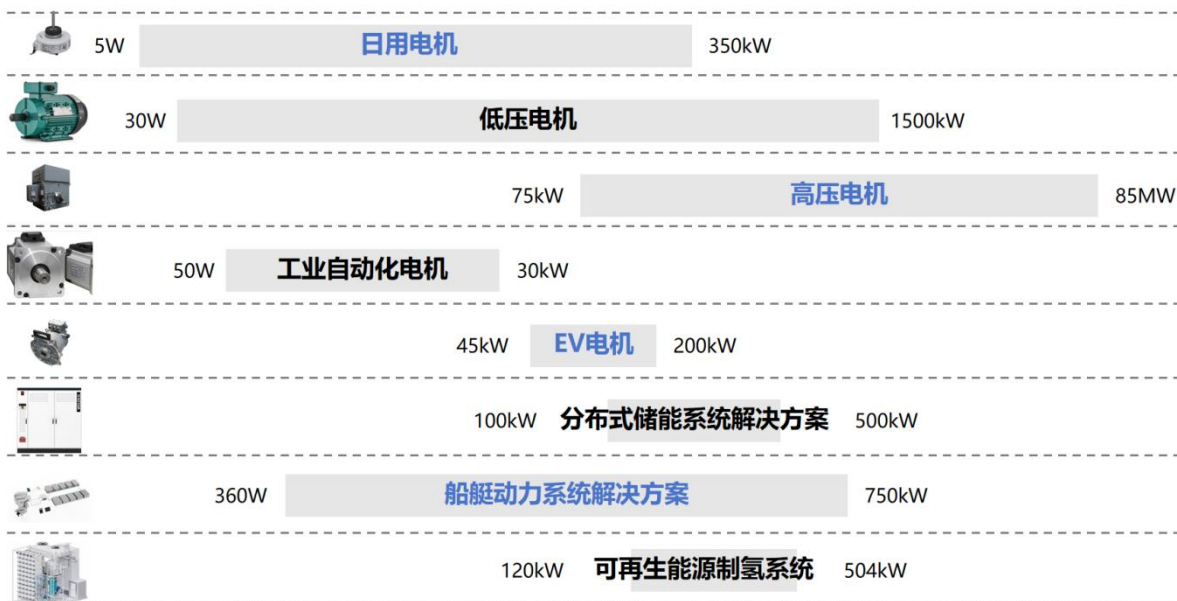 5W 日用电机 350kW
30W 低压电机 1500kW
75kW 高压电机 85MW
50W 工业自动化电机 30kW
45kW EV电机 200kW
100kW 分布式储能系统解决方案 500kW
360W 船艇动力系统解决方案 750kW
120kW 可再生能源制氢系统 504kW